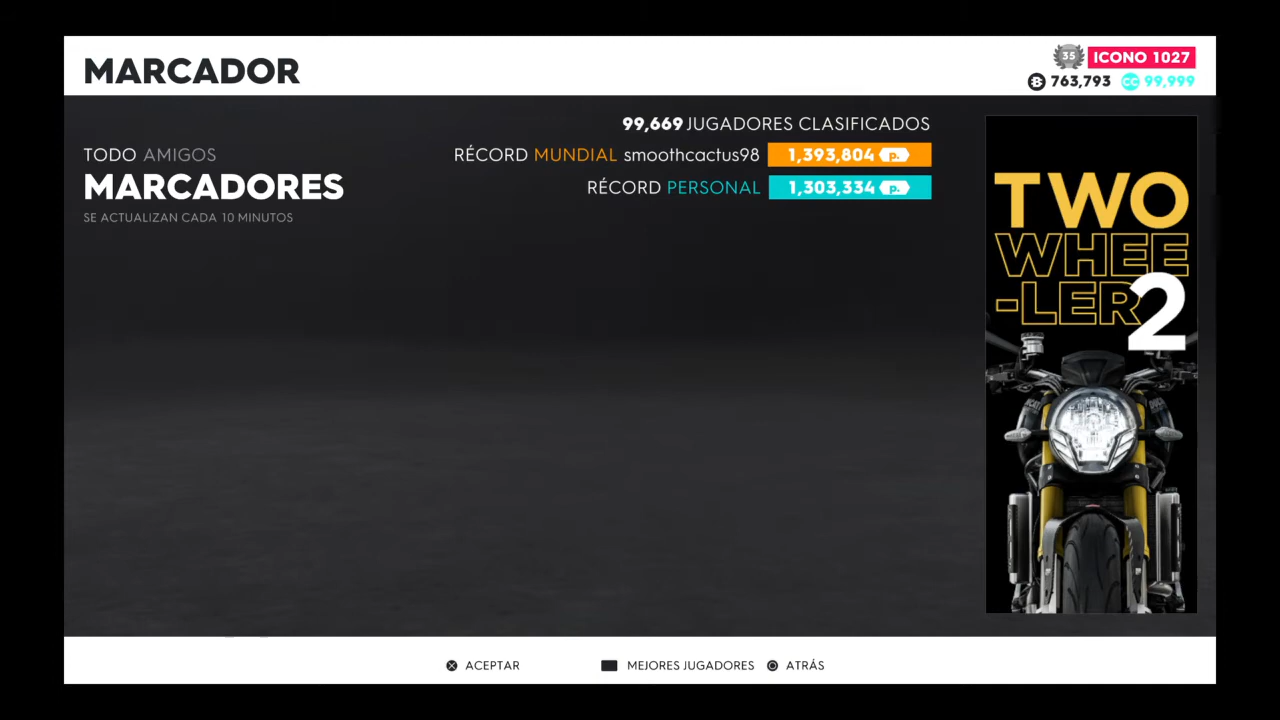 MARCADOR
35 ICONO 1027
763,793 CC 99,999
99,669 JUGADORES CLASIFICADOS
TODO AMIGOS
RÉCORD MUNDIAL smoothcactus98 1,393,804 p.
MARCADORES
RÉCORD PERSONAL 1,303,334 p.
SE ACTUALIZAN CADA 10 MINUTOS
TWO
WHEE
-LER 2
ACEPTAR MEJORES JUGADORES ATRÁS